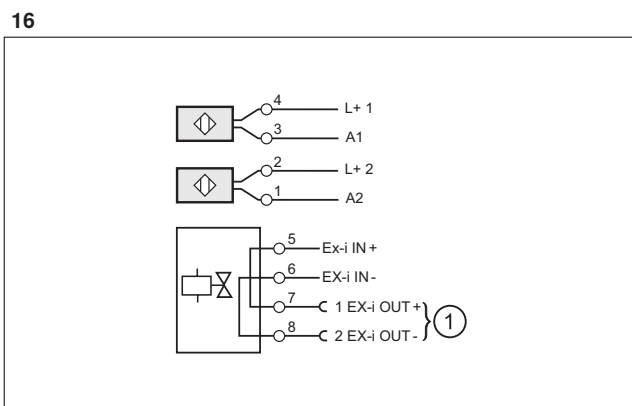 16
4 L+ 1
3 A1
2 L+ 2
1 A2
5 Ex-i IN+
6 EX-i IN-
7 1 EX-i OUT+
8 2 EX-i OUT-
1